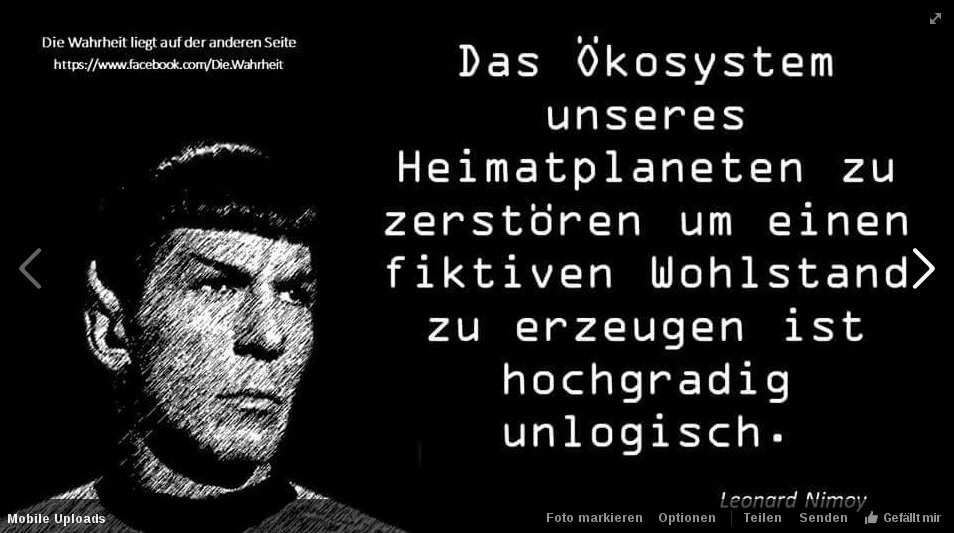 Die Wahrheit liegt auf der anderen Seite
https://www.facebook.com/Die.Wahrheit
Das Ökosystem
unseres
Heimatplaneten zu
zerstören um einen
fiktiven Wohlstand
zu erzeugen ist
hochgradig
unlogisch.
Leonard Nimoy
Mobile Uploads
Foto markieren Optionen Teilen Senden Gefällt mir